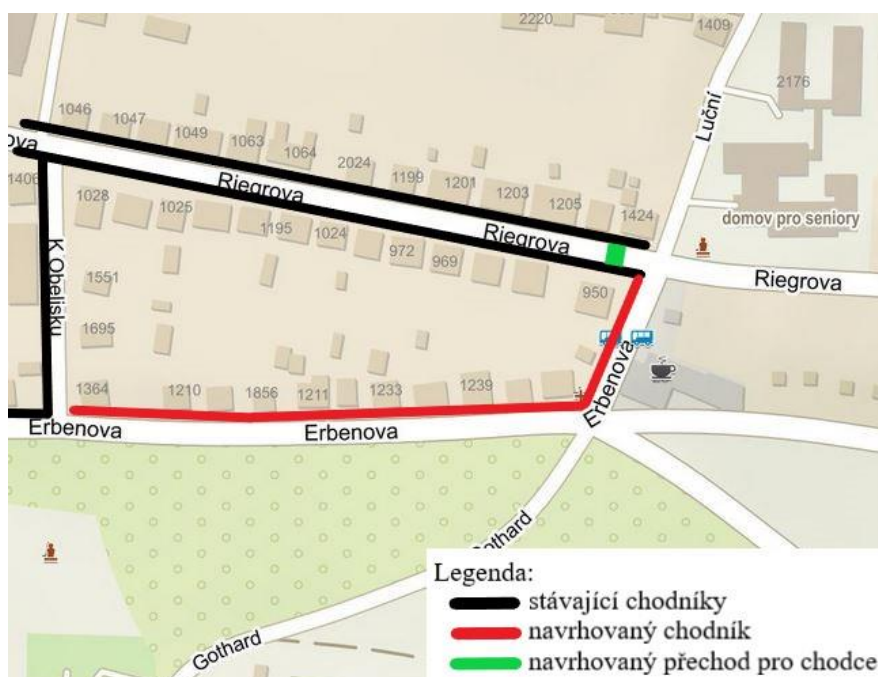 2220
1409
2176
Luční
1046
1047
1049
1063
1064
2024
1199
1201
1203
1205
1424
ova
1406
Riegrova
domov pro seniory
1028
1025
1195
1024
972
969
Riegrova
Riegrova
950
K Obelisku
1551
1695
Erbenova
1364
1210
1856
1211
1233
1239
Erbenova
Erbenova
Gothard
Gothard
Legenda:
stávající chodníky
navrhovaný chodník
navrhovaný přechod pro chodce